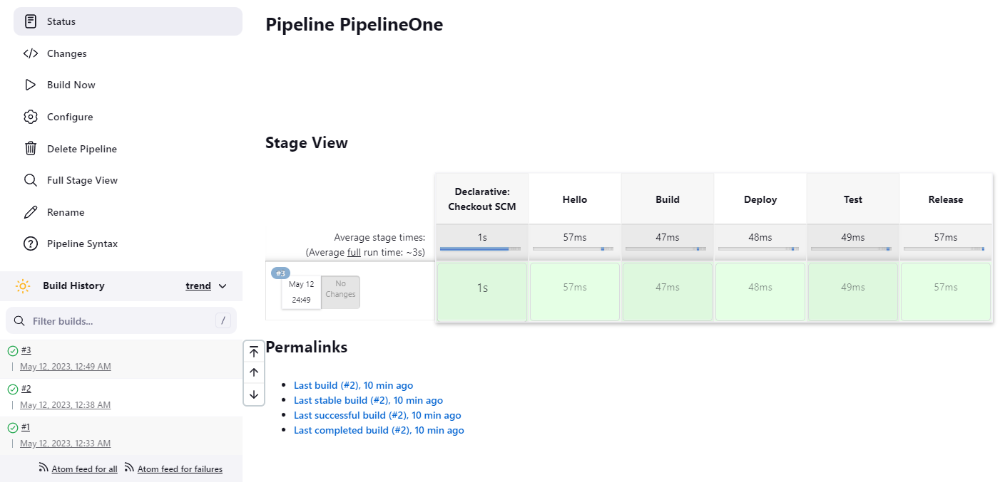 Status
Changes
Build Now
Configure
Delete Pipeline
Full Stage View
Rename
Pipeline Syntax
Build History
trend
Filter builds...
/
#3
May 12, 2023, 12:49 AM
#2
May 12, 2023, 12:38 AM
#1
May 12, 2023, 12:33 AM
Atom feed for all
Atom feed for failures
Pipeline PipelineOne
Stage View
Declarative:
Checkout SCM
Hello
Build
Deploy
Test
Release
Average stage times:
(Average full run time: ~3s)
1s
57ms
47ms
48ms
49ms
57ms
#3
May 12
24:49
No
Changes
1s
57ms
47ms
48ms
49ms
57ms
Permalinks
Last build (#2), 10 min ago
Last stable build (#2), 10 min ago
Last successful build (#2), 10 min ago
Last completed build (#2), 10 min ago